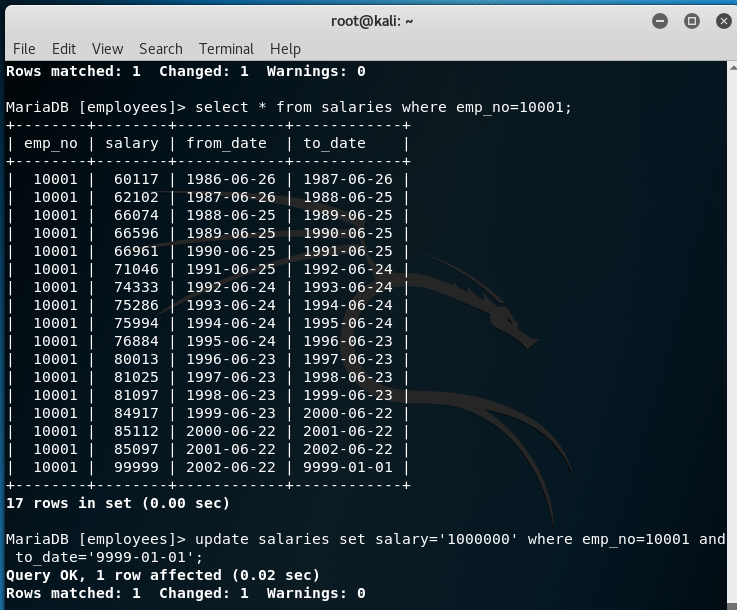 root@kali: ~
File Edit View Search Terminal Help
Rows matched: 1  Changed: 1  Warnings: 0
MariaDB [employees]> select * from salaries where emp_no=10001;
+--------+--------+------------+------------+
| emp_no | salary | from_date  | to_date    |
+--------+--------+------------+------------+
|  10001 |  60117 | 1986-06-26 | 1987-06-26 |
|  10001 |  62102 | 1987-06-26 | 1988-06-25 |
|  10001 |  66074 | 1988-06-25 | 1989-06-25 |
|  10001 |  66596 | 1989-06-25 | 1990-06-25 |
|  10001 |  66961 | 1990-06-25 | 1991-06-25 |
|  10001 |  71046 | 1991-06-25 | 1992-06-24 |
|  10001 |  74333 | 1992-06-24 | 1993-06-24 |
|  10001 |  75286 | 1993-06-24 | 1994-06-24 |
|  10001 |  75994 | 1994-06-24 | 1995-06-24 |
|  10001 |  76884 | 1995-06-24 | 1996-06-23 |
|  10001 |  80013 | 1996-06-23 | 1997-06-23 |
|  10001 |  81025 | 1997-06-23 | 1998-06-23 |
|  10001 |  81097 | 1998-06-23 | 1999-06-23 |
|  10001 |  84917 | 1999-06-23 | 2000-06-22 |
|  10001 |  85112 | 2000-06-22 | 2001-06-22 |
|  10001 |  85097 | 2001-06-22 | 2002-06-22 |
|  10001 |  99999 | 2002-06-22 | 9999-01-01 |
+--------+--------+------------+------------+
17 rows in set (0.00 sec)
MariaDB [employees]> update salaries set salary='1000000' where emp_no=10001 and
 to_date='9999-01-01';
Query OK, 1 row affected (0.02 sec)
Rows matched: 1  Changed: 1  Warnings: 0